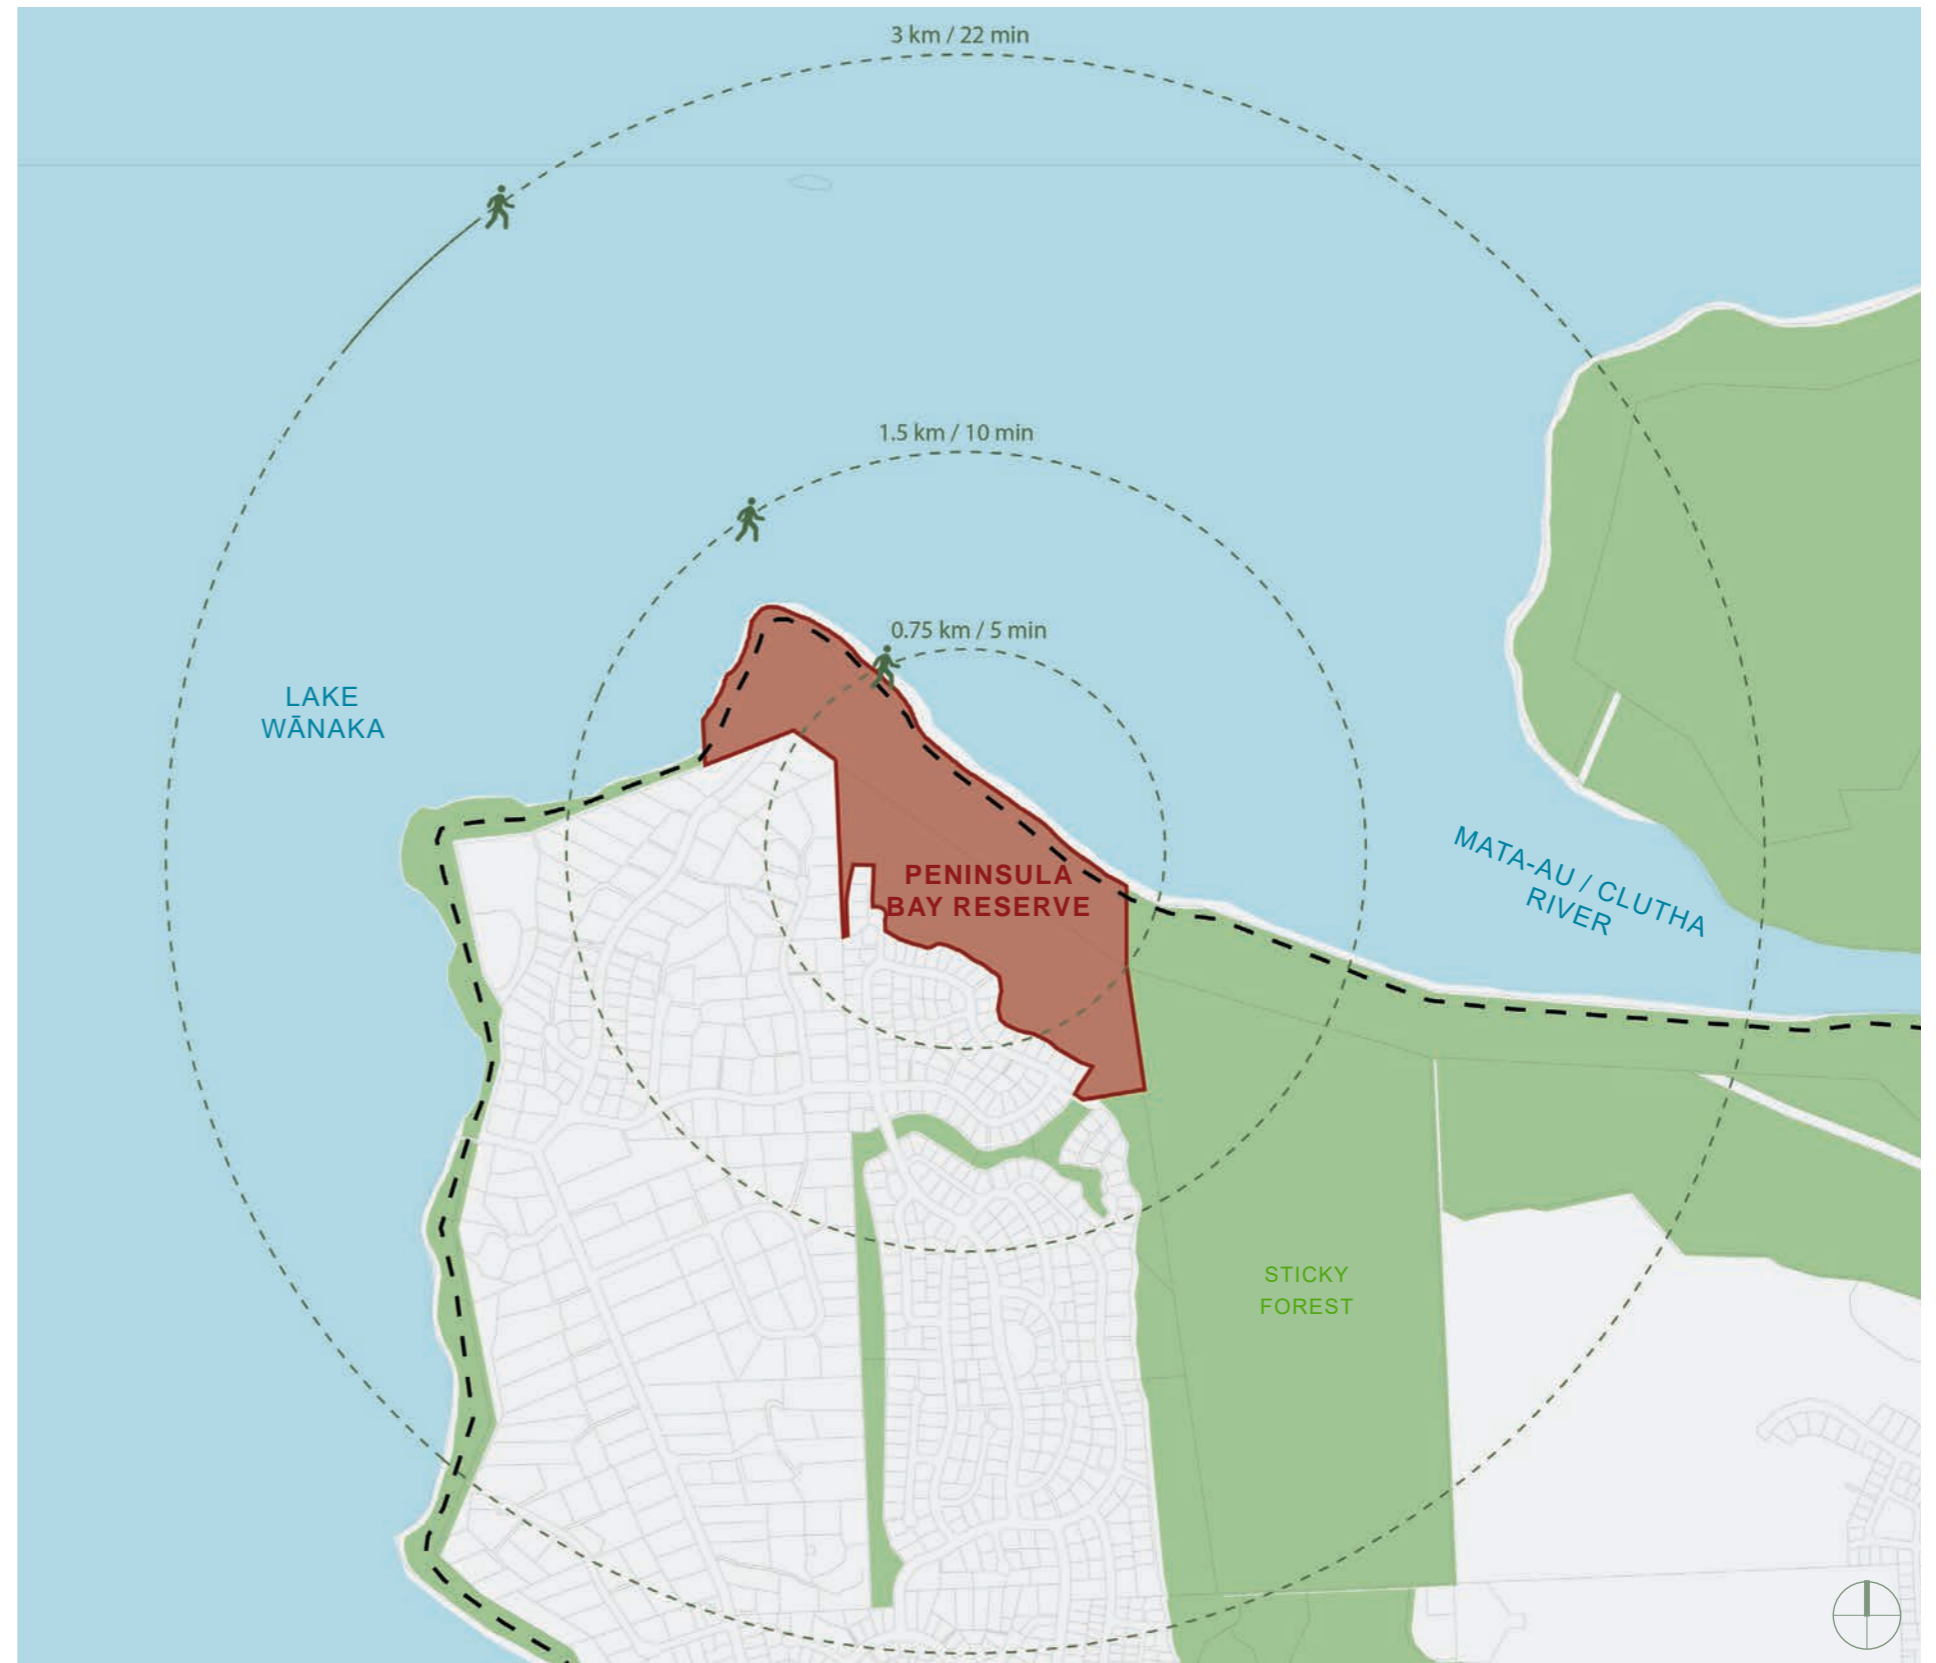 3 km / 22 min
1.5 km / 10 min
0.75 km / 5 min
LAKE
WĀNAKA
MATA-AU / CLUTHA
RIVER
PENINSULA
BAY RESERVE
STICKY
FOREST